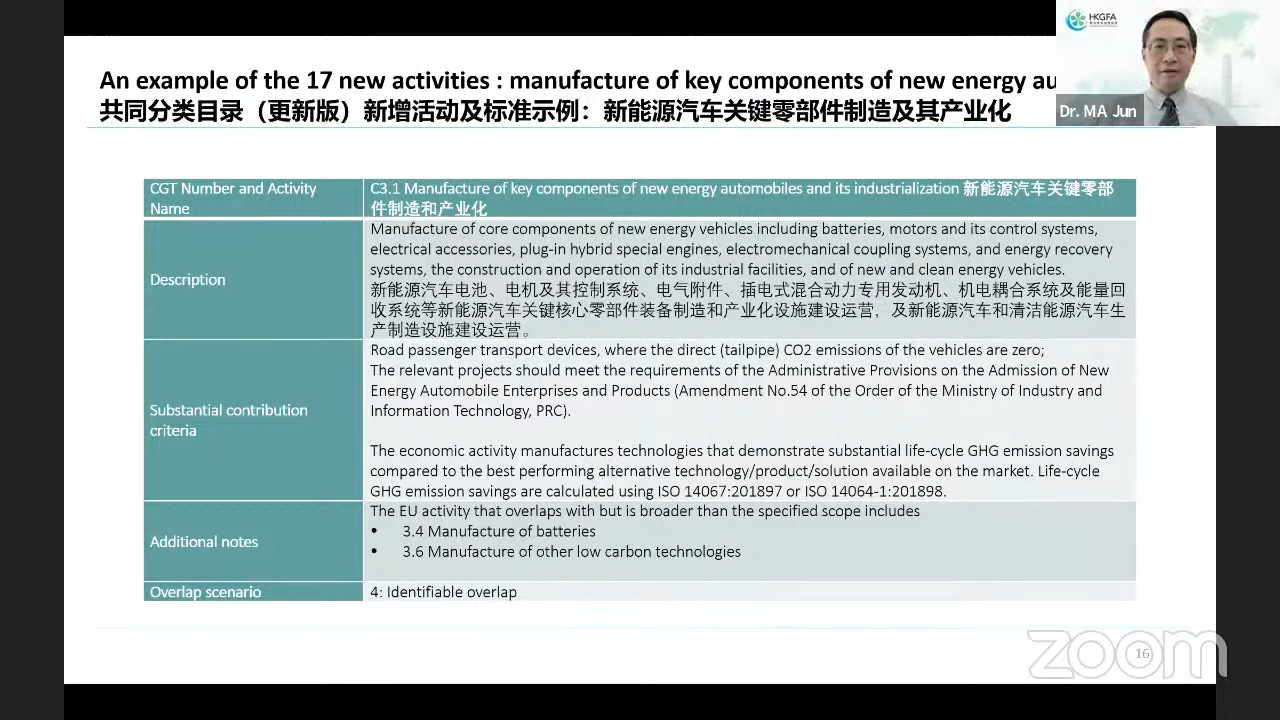 An example of the 17 new activities : manufacture of key components of new energy au
共同分类目录（更新版）新增活动及标准示例：新能源汽车关键零部件制造及其产业化
HKGFA
Dr. MA Jun
CGT Number and Activity
Name
C3.1 Manufacture of key components of new energy automobiles and its industrialization 新能源汽车关键零部
件制造和产业化
Description
Manufacture of core components of new energy vehicles including batteries, motors and its control systems,
electrical accessories, plug-in hybrid special engines, electromechanical coupling systems, and energy recovery
systems, the construction and operation of its industrial facilities, and of new and clean energy vehicles.
新能源汽车电池、电机及其控制系统、电气附件、插电式混合动力专用发动机、机电耦合系统及能量回
收系统等新能源汽车关键核心零部件装备制造和产业化设施建设运营，及新能源汽车和清洁能源汽车生
产制造设施建设运营。
Substantial contribution
criteria
Road passenger transport devices, where the direct (tailpipe) CO2 emissions of the vehicles are zero;
The relevant projects should meet the requirements of the Administrative Provisions on the Admission of New
Energy Automobile Enterprises and Products (Amendment No.54 of the Order of the Ministry of Industry and
Information Technology, PRC).
The economic activity manufactures technologies that demonstrate substantial life-cycle GHG emission savings
compared to the best performing alternative technology/product/solution available on the market. Life-cycle
GHG emission savings are calculated using ISO 14067:201897 or ISO 14064-1:201898.
Additional notes
The EU activity that overlaps with but is broader than the specified scope includes
• 3.4 Manufacture of batteries
• 3.6 Manufacture of other low carbon technologies
Overlap scenario
4: Identifiable overlap
zoom
16